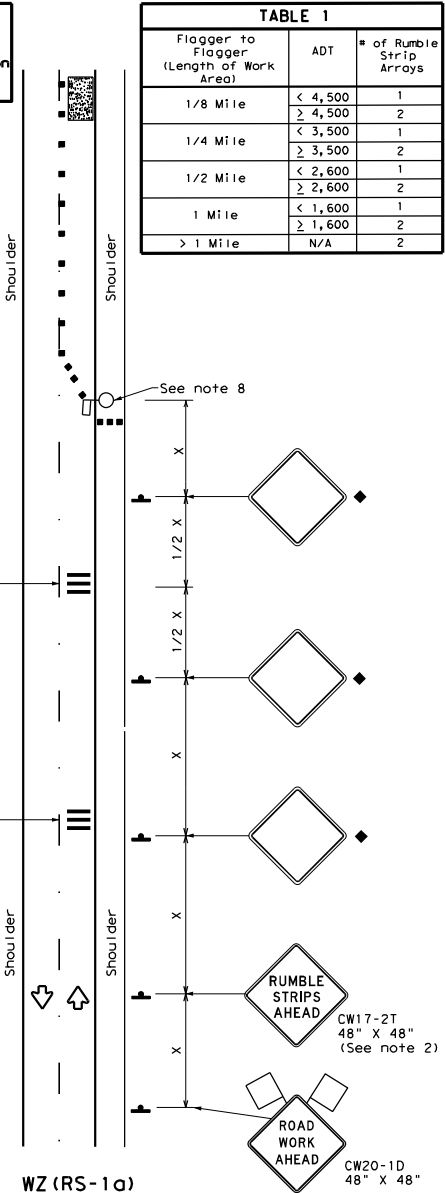 TABLE 1
Flagger to
Flagger
(Length of Work
Area)
ADT
# of Rumble
Strip
Arrays
1/8 Mile
< 4,500
1
≥ 4,500
2
1/4 Mile
< 3,500
1
≥ 3,500
2
1/2 Mile
< 2,600
1
≥ 2,600
2
1 Mile
< 1,600
1
≥ 1,600
2
> 1 Mile
N/A
2
Shoulder
Shoulder
See note 8
X
1/2 X
1/2 X
X
X
X
Shoulder
Shoulder
RUMBLE
STRIPS
AHEAD
CW17-2T
48" X 48"
(See note 2)
ROAD
WORK
AHEAD
CW20-1D
48" X 48"
WZ(RS-1a)